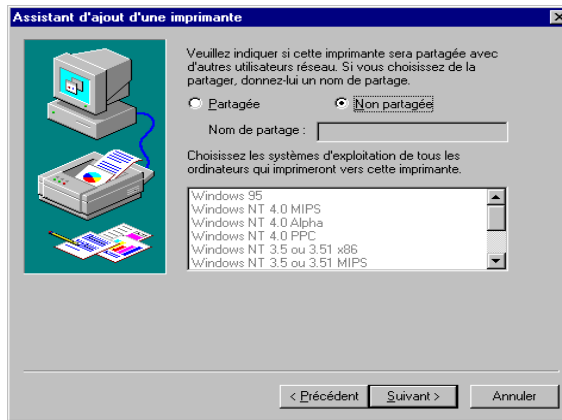 Assistant d'ajout d'une imprimante
Veuillez indiquer si cette imprimante sera partagée avec
d'autres utilisateurs réseau. Si vous choisissez de la
partager, donnez-lui un nom de partage.
Partagée Non partagée
Nom de partage :
Choisissez les systèmes d'exploitation de tous les
ordinateurs qui imprimeront vers cette imprimante.
Windows 95
Windows NT 4.0 MIPS
Windows NT 4.0 Alpha
Windows NT 4.0 PPC
Windows NT 3.5 ou 3.51 x86
Windows NT 3.5 ou 3.51 MIPS
< Précédent Suivant > Annuler